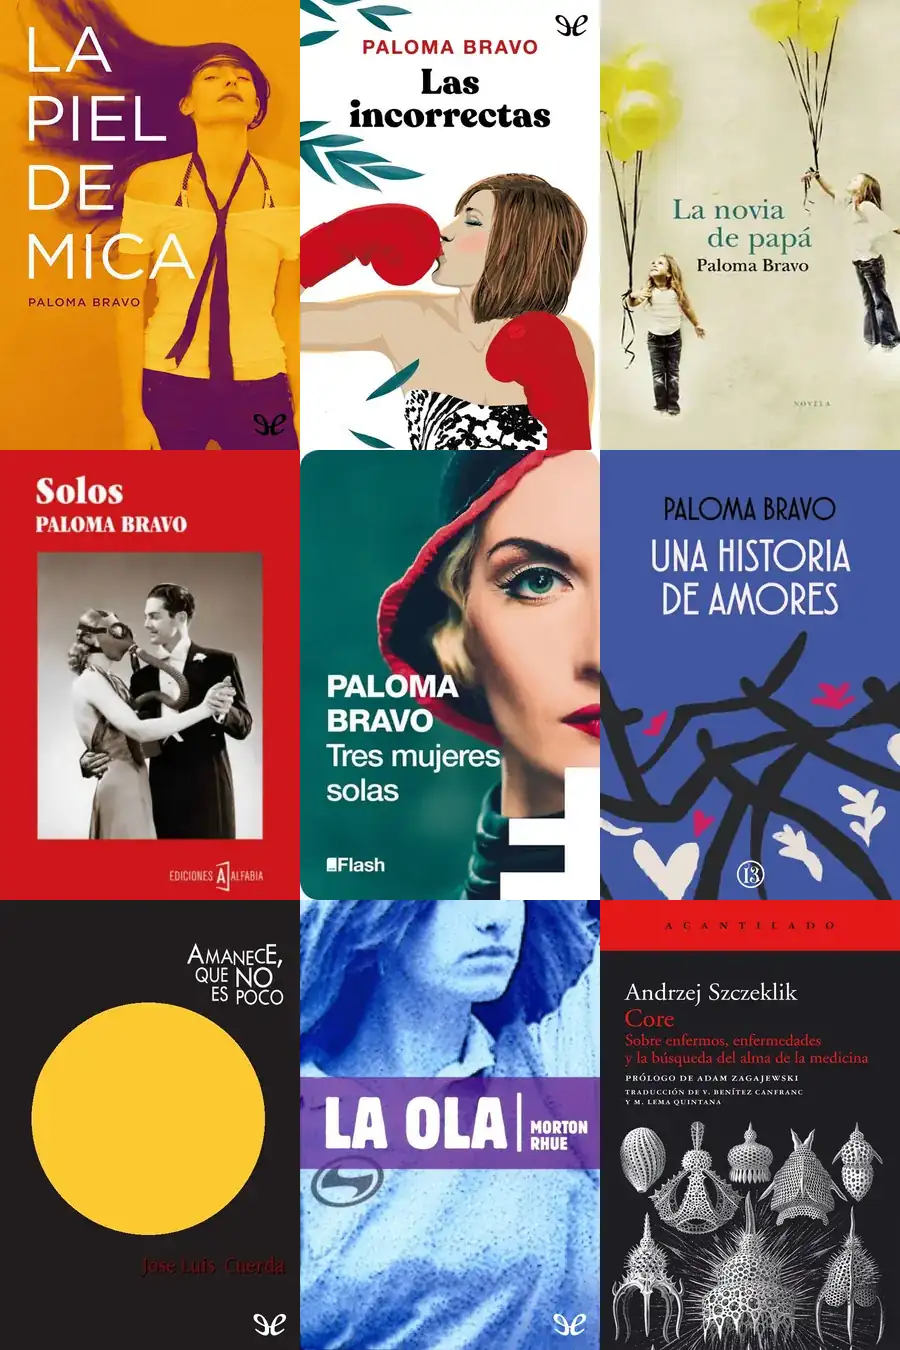 LA
PIEL
DE
MICA
PALOMA BRAVO
PALOMA BRAVO
Las
incorrectas
La novia
de papá
Paloma Bravo
NOVELA
Solos
PALOMA BRAVO
EDICIONES ALFABIA
PALOMA
BRAVO
Tres mujeres
solas
Flash
PALOMA BRAVO
UNA HISTORIA
DE AMORES
13
AMANECE,
QUE NO
ES POCO
Jose Luis Cuerda
LA OLA
MORTON
RHUE
ACANTILADO
Andrzej Szczeklik
Core
Sobre enfermos, enfermedades
y la búsqueda del alma de la medicina
PRÓLOGO DE ADAM ZAGAJEWSKI
TRADUCCIÓN DE V. BENÍTEZ CANFRANC
Y M. LEMA QUINTANA